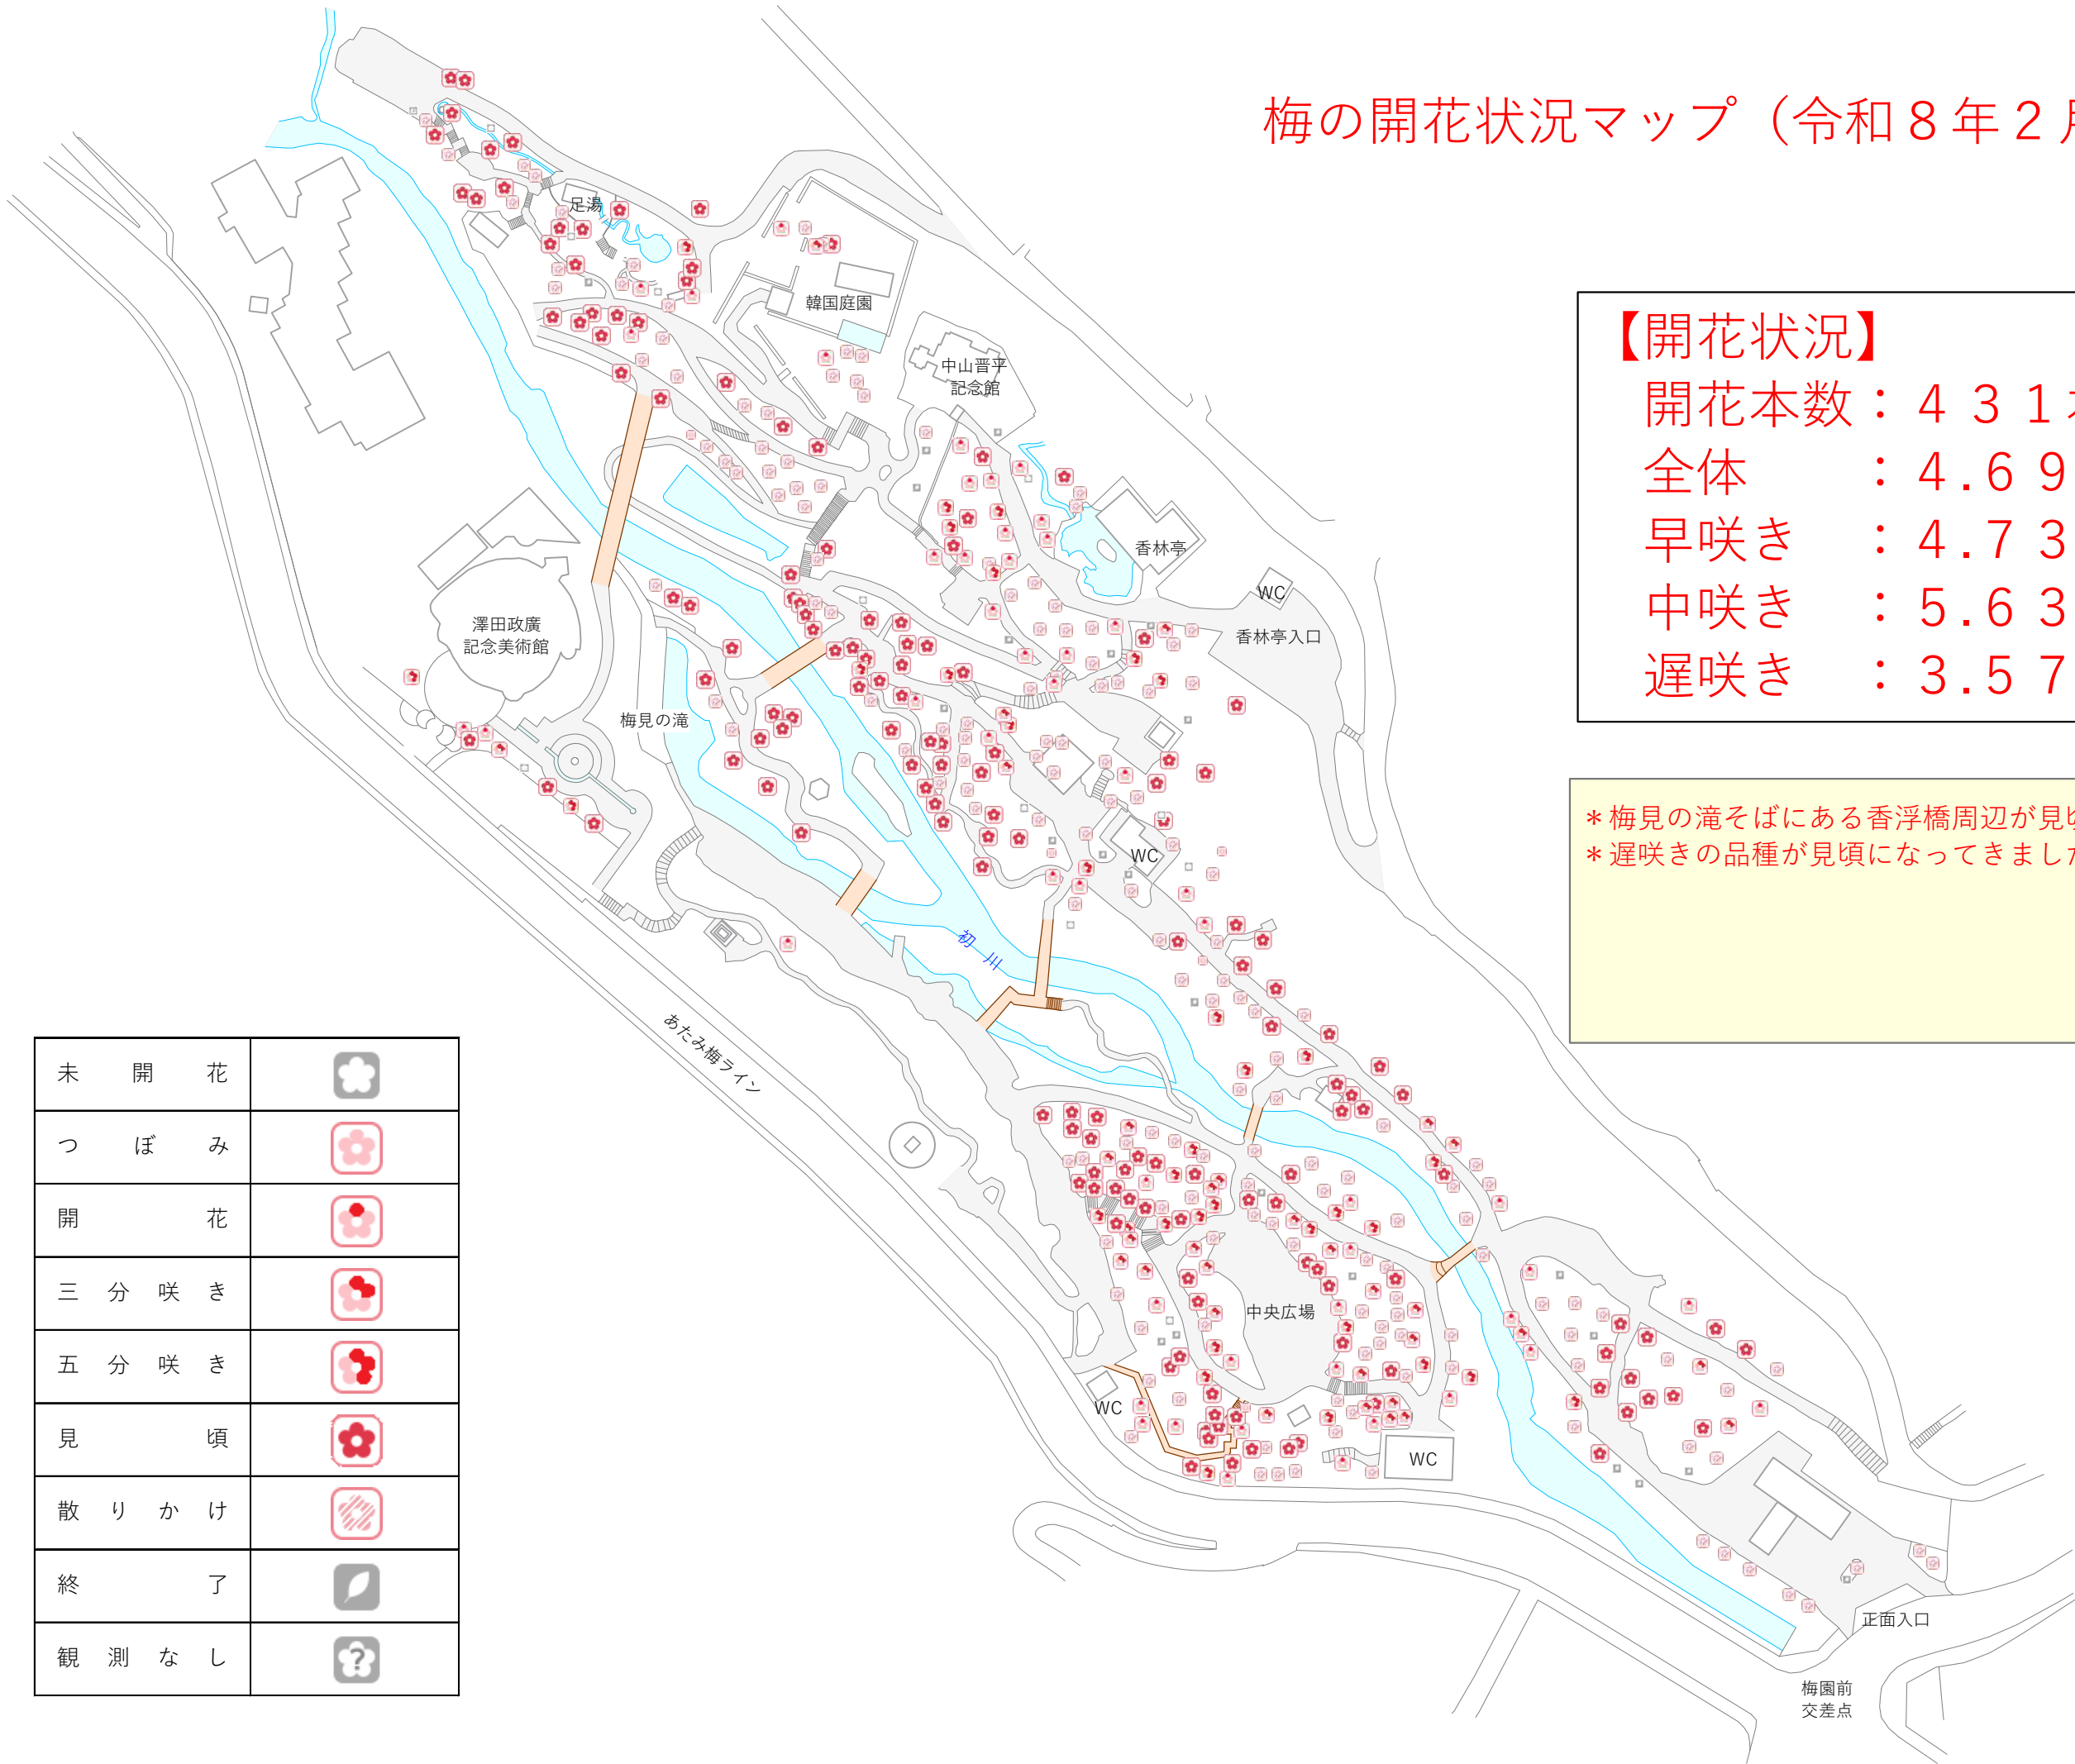 梅の開花状況マップ（令和８年２月
【開花状況】
開花本数：４３１本
全体　　：４.６９
早咲き　：４.７３
中咲き　：５.６３
遅咲き　：３.５７
＊梅見の滝そばにある香浮橋周辺が見頃
＊遅咲きの品種が見頃になってきました
足湯
韓国庭園
中山晋平
記念館
香林亭
WC
香林亭入口
澤田政廣
記念美術館
梅見の滝
WC
初川
あたみ梅ライン
中央広場
WC
WC
正面入口
梅園前
交差点
未開花
つぼみ
開花
三分咲き
五分咲き
見頃
散りかけ
終了
観測なし